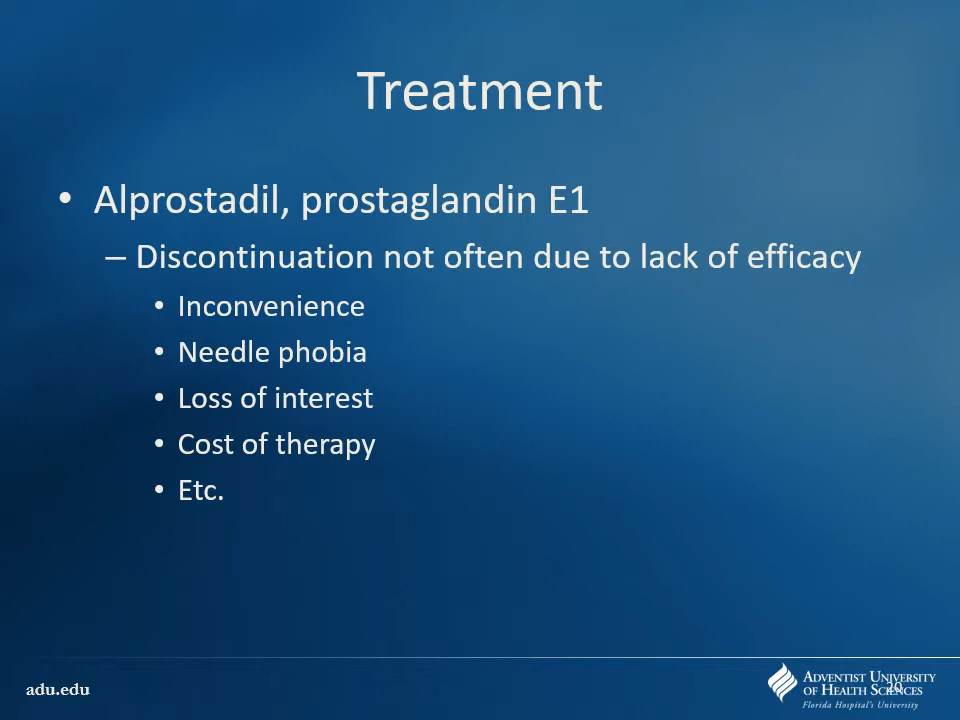 Treatment
• Alprostadil, prostaglandin E1
– Discontinuation not often due to lack of efficacy
• Inconvenience
• Needle phobia
• Loss of interest
• Cost of therapy
• Etc.
adu.edu
ADVENTIST UNIVERSITY
OF HEALTH SCIENCES
20
Florida Hospital's University